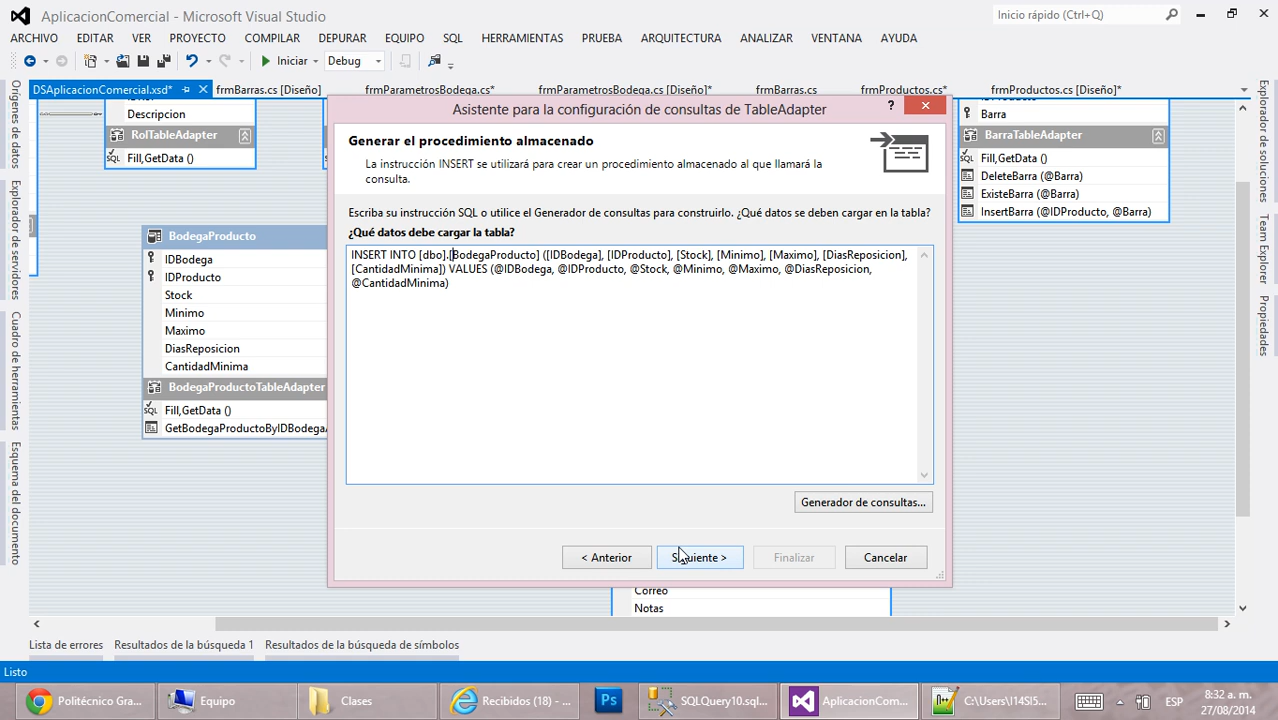 AplicacionComercial - Microsoft Visual Studio
Inicio rápido (Ctrl+Q)
ARCHIVO EDITAR VER PROYECTO COMPILAR DEPURAR EQUIPO SQL HERRAMIENTAS PRUEBA ARQUITECTURA ANALIZAR VENTANA AYUDA
Iniciar Debug
DSAplicacionComercial.xsd* frmBarras.cs [Diseño] frmParametrosBodega.cs* frmParametrosBodega.cs [Diseño]* frmBarras.cs frmProductos.cs* frmProductos.cs [Diseño]*
Orígenes de datos
Explorador de servidores
Cuadro de herramientas
Esquema del documento
Descripcion
RolTableAdapter
Fill,GetData ()
BodegaProducto
IDBodega
IDProducto
Stock
Minimo
Maximo
DiasReposicion
CantidadMinima
BodegaProductoTableAdapter
Fill,GetData ()
GetBodegaProductoByIDBodegaA
Asistente para la configuración de consultas de TableAdapter
Generar el procedimiento almacenado
La instrucción INSERT se utilizará para crear un procedimiento almacenado al que llamará la
consulta.
Escriba su instrucción SQL o utilice el Generador de consultas para construirlo. ¿Qué datos se deben cargar en la tabla?
¿Qué datos debe cargar la tabla?
INSERT INTO [dbo].[BodegaProducto] ([IDBodega], [IDProducto], [Stock], [Minimo], [Maximo], [DiasReposicion],
[CantidadMinima]) VALUES (@IDBodega, @IDProducto, @Stock, @Minimo, @Maximo, @DiasReposicion,
@CantidadMinima)
Generador de consultas...
< Anterior Siguiente > Finalizar Cancelar
Barra
BarraTableAdapter
Fill,GetData ()
DeleteBarra (@Barra)
ExisteBarra (@Barra)
InsertBarra (@IDProducto, @Barra)
Correo
Notas
Explorador de soluciones
Team Explorer
Propiedades
Lista de errores Resultados de la búsqueda 1 Resultados de la búsqueda de símbolos
Listo
Politécnico Gra... Equipo Clases Recibidos (18) - ... Ps SQLQuery10.sql... AplicacionCom... C:\Users\I14SI5... ESP 8:32 a. m.
27/08/2014